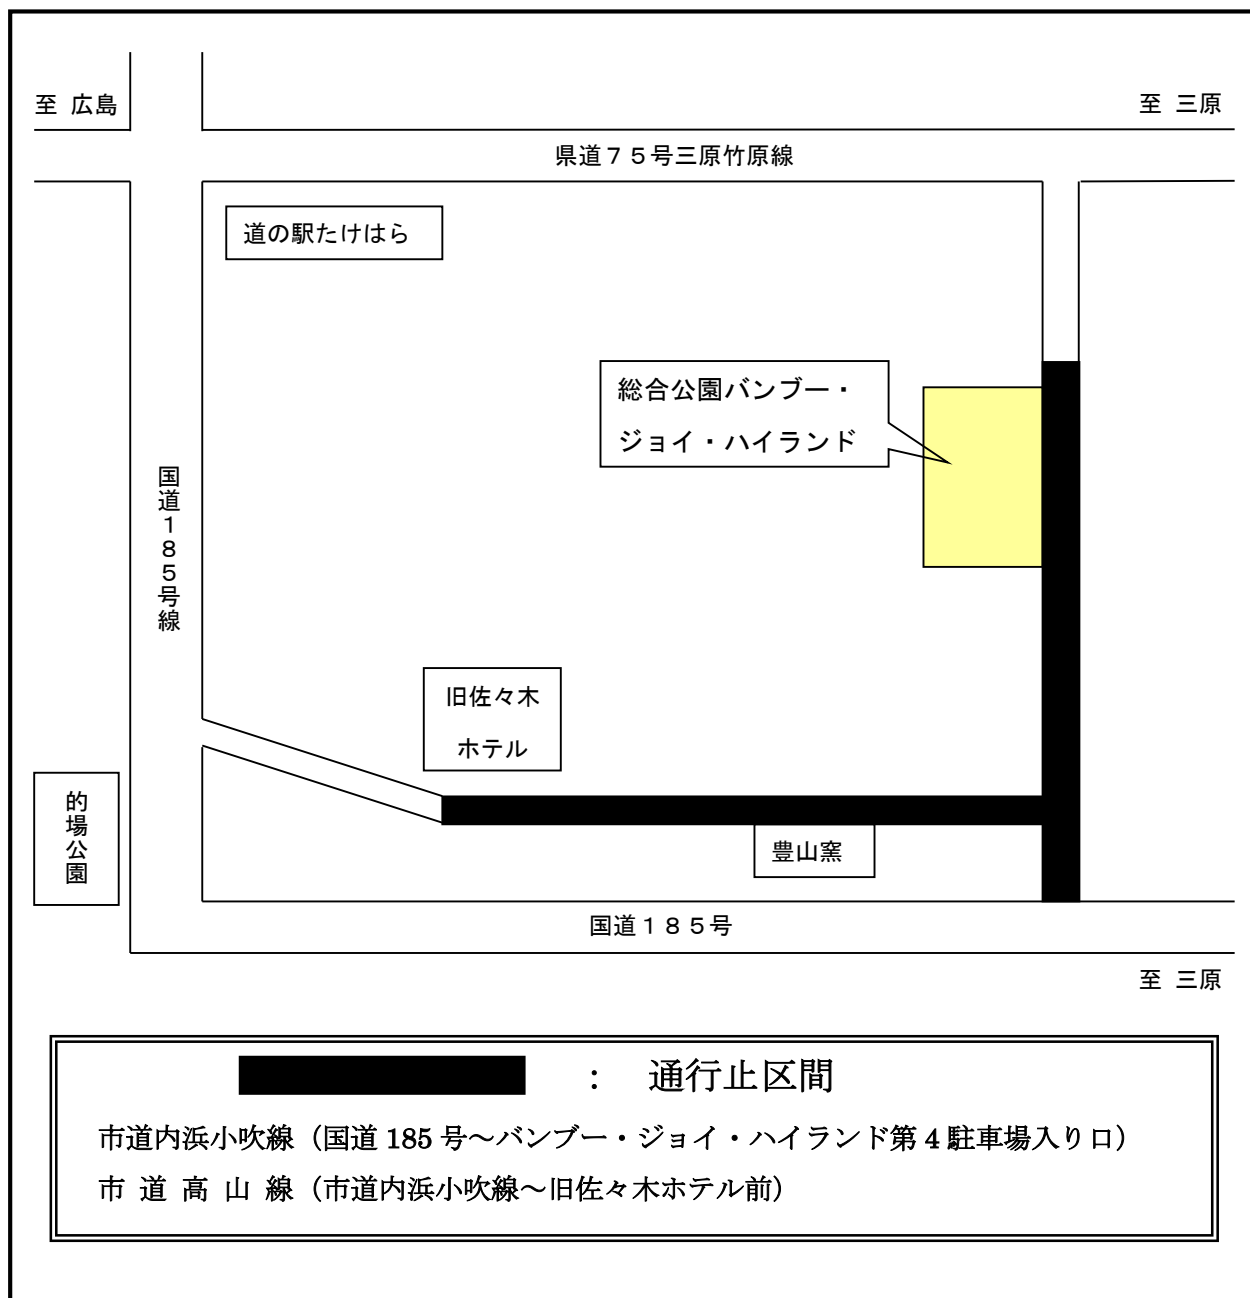 至 広島
至 三原
県道７５号三原竹原線
道の駅たけはら
総合公園バンブー・
ジョイ・ハイランド
国道１８５号線
旧佐々木
ホテル
的場公園
豊山窯
国道１８５号
至 三原
： 通行止区間
市道内浜小吹線（国道 185 号～バンブー・ジョイ・ハイランド第 4 駐車場入り口）
市 道 高 山 線（市道内浜小吹線～旧佐々木ホテル前）